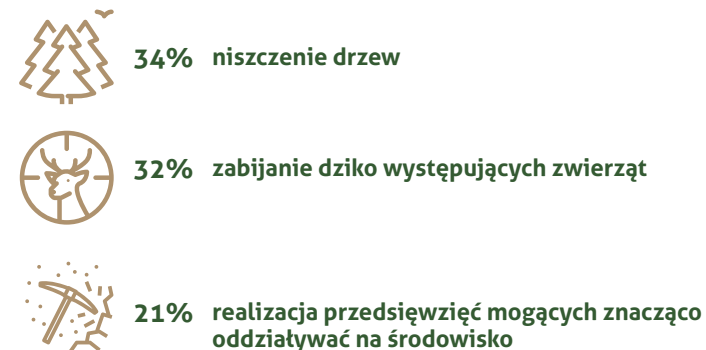 34% niszczenie drzew
32% zabijanie dziko występujących zwierząt
21% realizacja przedsięwzięć mogących znacząco
oddziaływać na środowisko